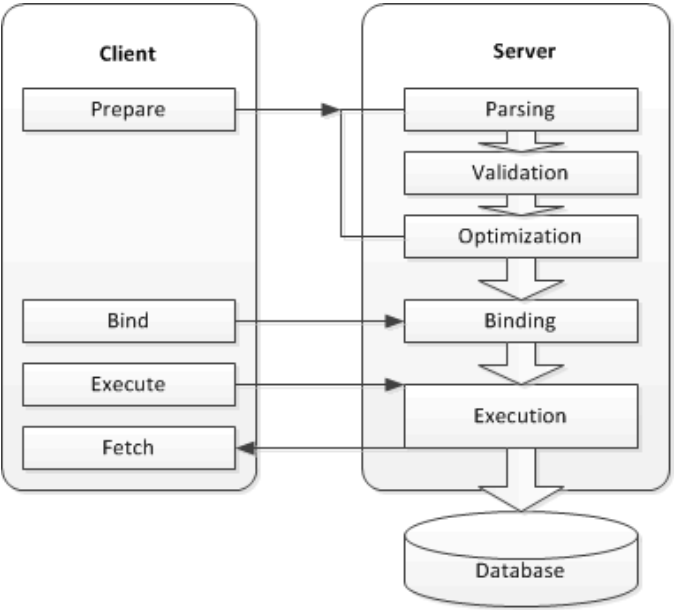 Client
Server
Prepare
Parsing
Validation
Optimization
Bind
Binding
Execute
Execution
Fetch
Database